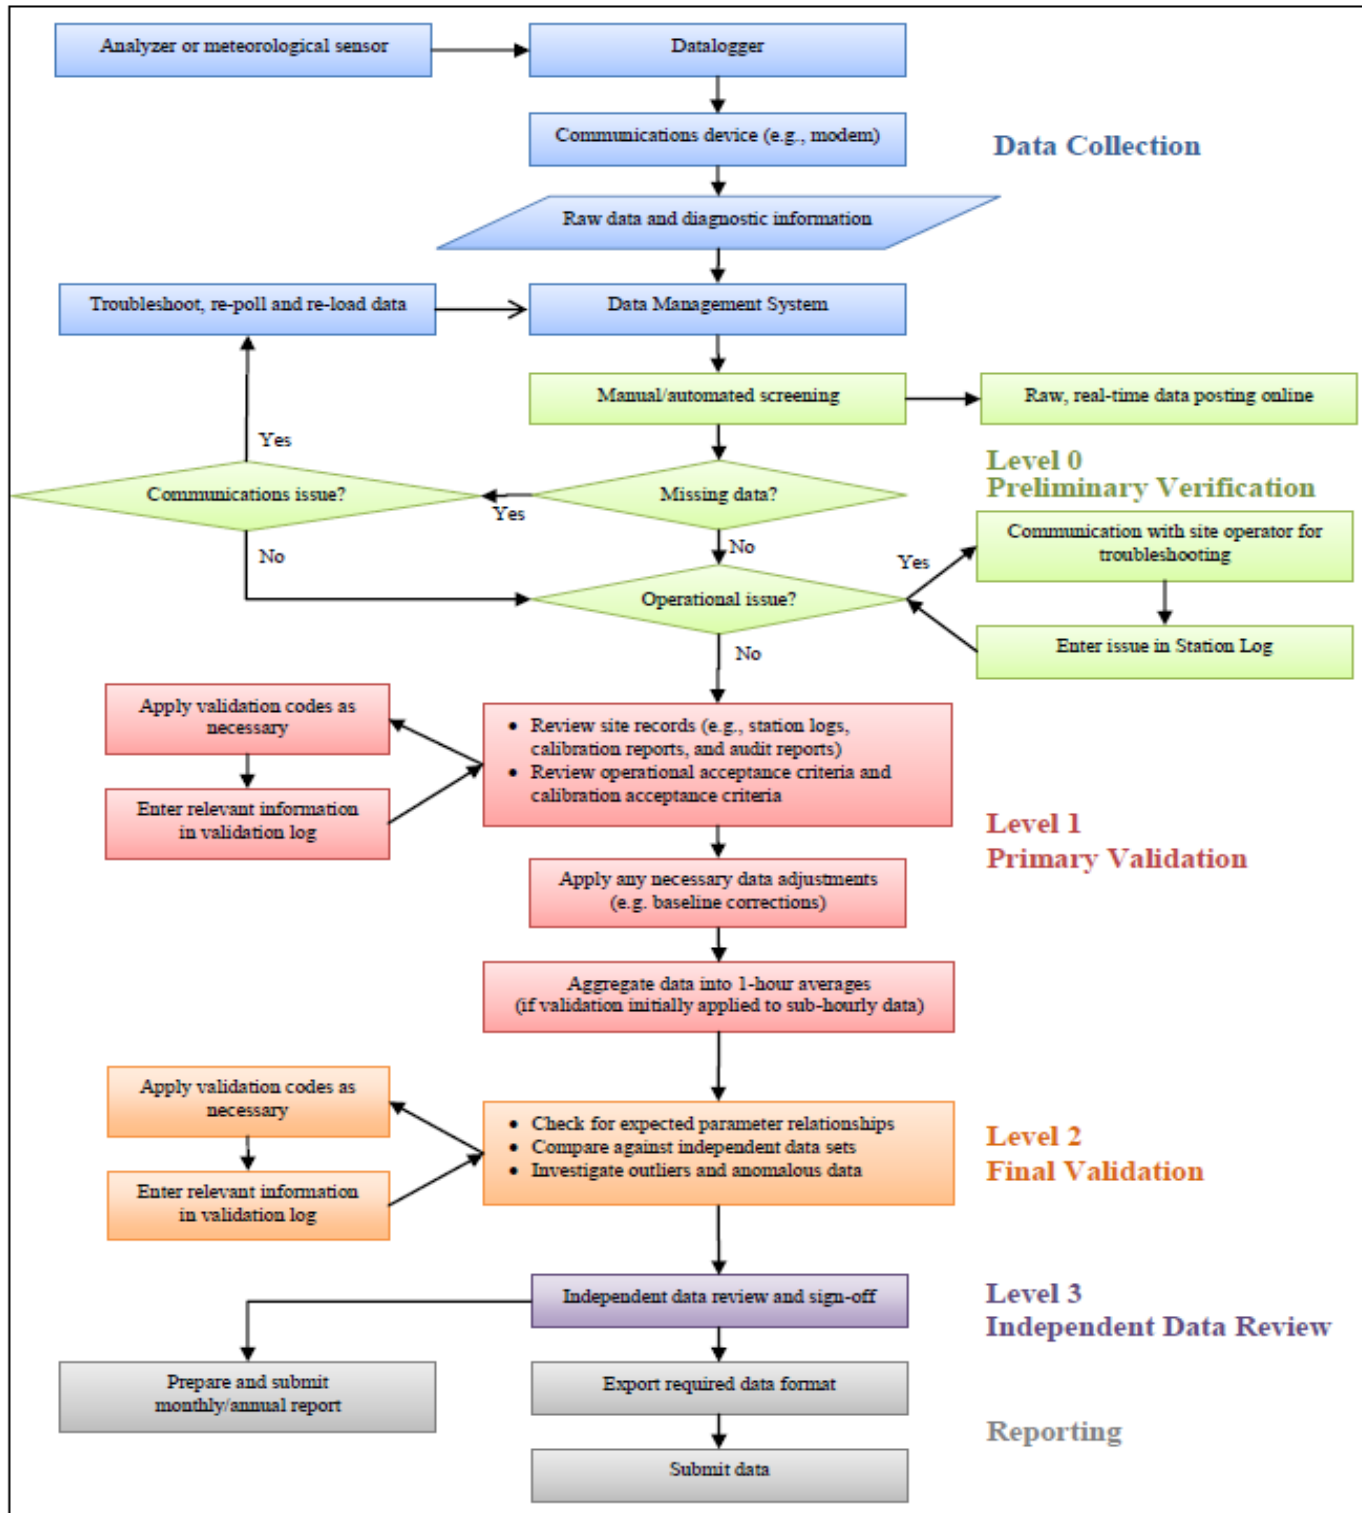 Analyzer or meteorological sensor
Datalogger
Communications device (e.g., modem)
Data Collection
Raw data and diagnostic information
Troubleshoot, re-poll and re-load data
Data Management System
Manual/automated screening
Raw, real-time data posting online
Yes
Level 0
Preliminary Verification
Communications issue?
Missing data?
Yes
No
No
Communication with site operator for
troubleshooting
Yes
Operational issue?
Enter issue in Station Log
No
Apply validation codes as
necessary
• Review site records (e.g., station logs,
calibration reports, and audit reports)
• Review operational acceptance criteria and
calibration acceptance criteria
Enter relevant information
in validation log
Level 1
Primary Validation
Apply any necessary data adjustments
(e.g. baseline corrections)
Aggregate data into 1-hour averages
(if validation initially applied to sub-hourly data)
Apply validation codes as
necessary
• Check for expected parameter relationships
• Compare against independent data sets
• Investigate outliers and anomalous data
Level 2
Final Validation
Enter relevant information
in validation log
Independent data review and sign-off
Level 3
Independent Data Review
Prepare and submit
monthly/annual report
Export required data format
Reporting
Submit data